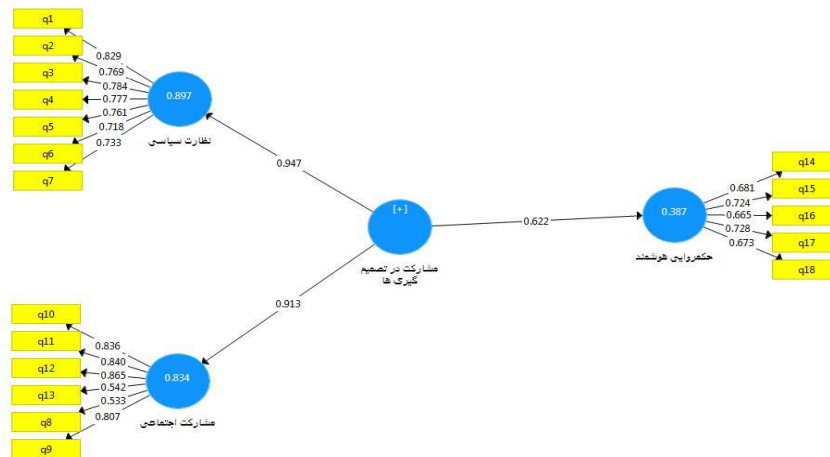 q1
q2
q3
q4
q5
q6
q7
0.829
0.769
0.784
0.777
0.761
0.718
0.733
0.897
نظارت سیاسی
0.947
[+]
مشارکت در تصمیم
گیری ها
0.622
0.387
حکمروایی هوشمند
0.681
0.724
0.665
0.728
0.673
q14
q15
q16
q17
q18
0.913
q10
q11
q12
q13
q8
q9
0.836
0.840
0.865
0.542
0.533
0.807
0.834
مشارکت اجتماعی